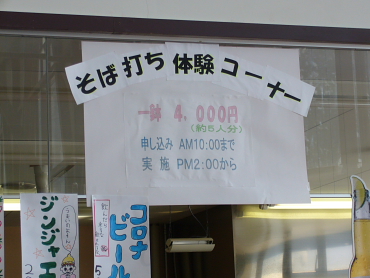 そば打ち体験コーナー
一鉢 4,000円
(約5人分)
申し込み AM10:00まで
実施 PM2:00から
ジンジャエ
コロナビール